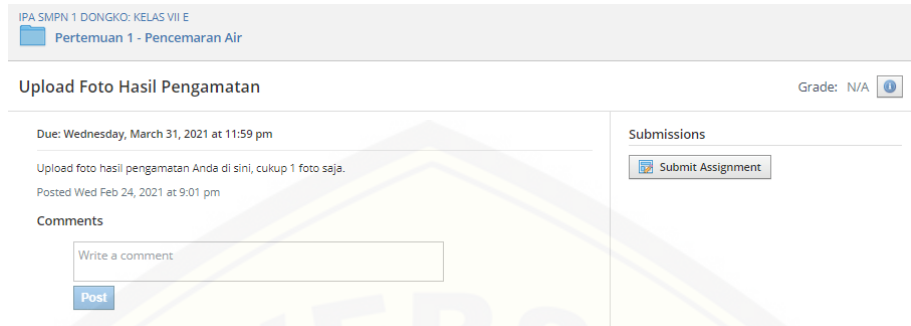 IPA SMPN 1 DONGKO: KELAS VII E
Pertemuan 1 - Pencemaran Air
Upload Foto Hasil Pengamatan
Grade: N/A
Due: Wednesday, March 31, 2021 at 11:59 pm
Upload foto hasil pengamatan Anda di sini, cukup 1 foto saja.
Posted Wed Feb 24, 2021 at 9:01 pm
Comments
Write a comment
Post
Submissions
Submit Assignment